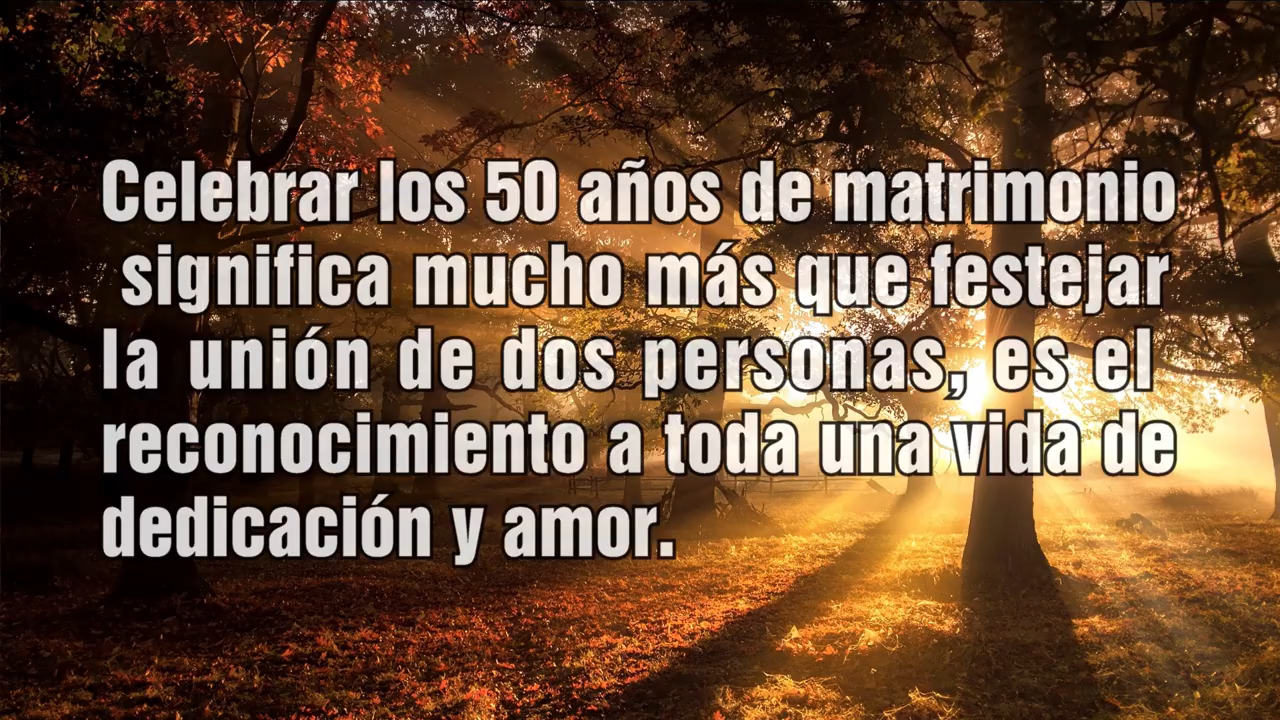 Celebrar los 50 años de matrimonio
significa mucho más que festejar
la unión de dos personas, es el
reconocimiento a toda una vida de
dedicación y amor.